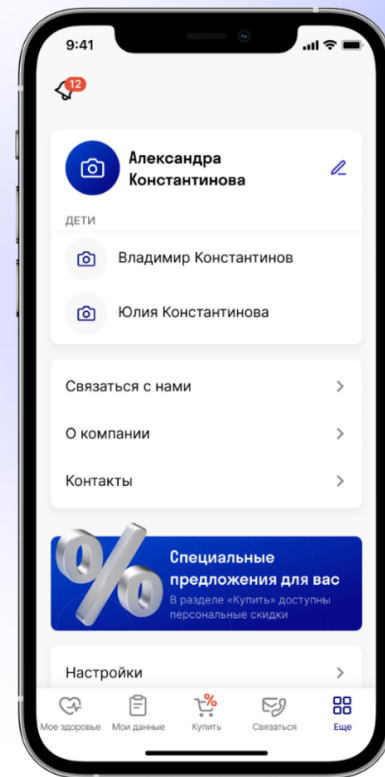 9:41
12
Александра
Константинова
ДЕТИ
Владимир Константинов
Юлия Константинова
Связаться с нами
О компании
Контакты
%
Специальные
предложения для вас
В разделе «Купить» доступны
персональные скидки
Настройки
%
Мое здоровье Мои данные Купить Связаться Еще